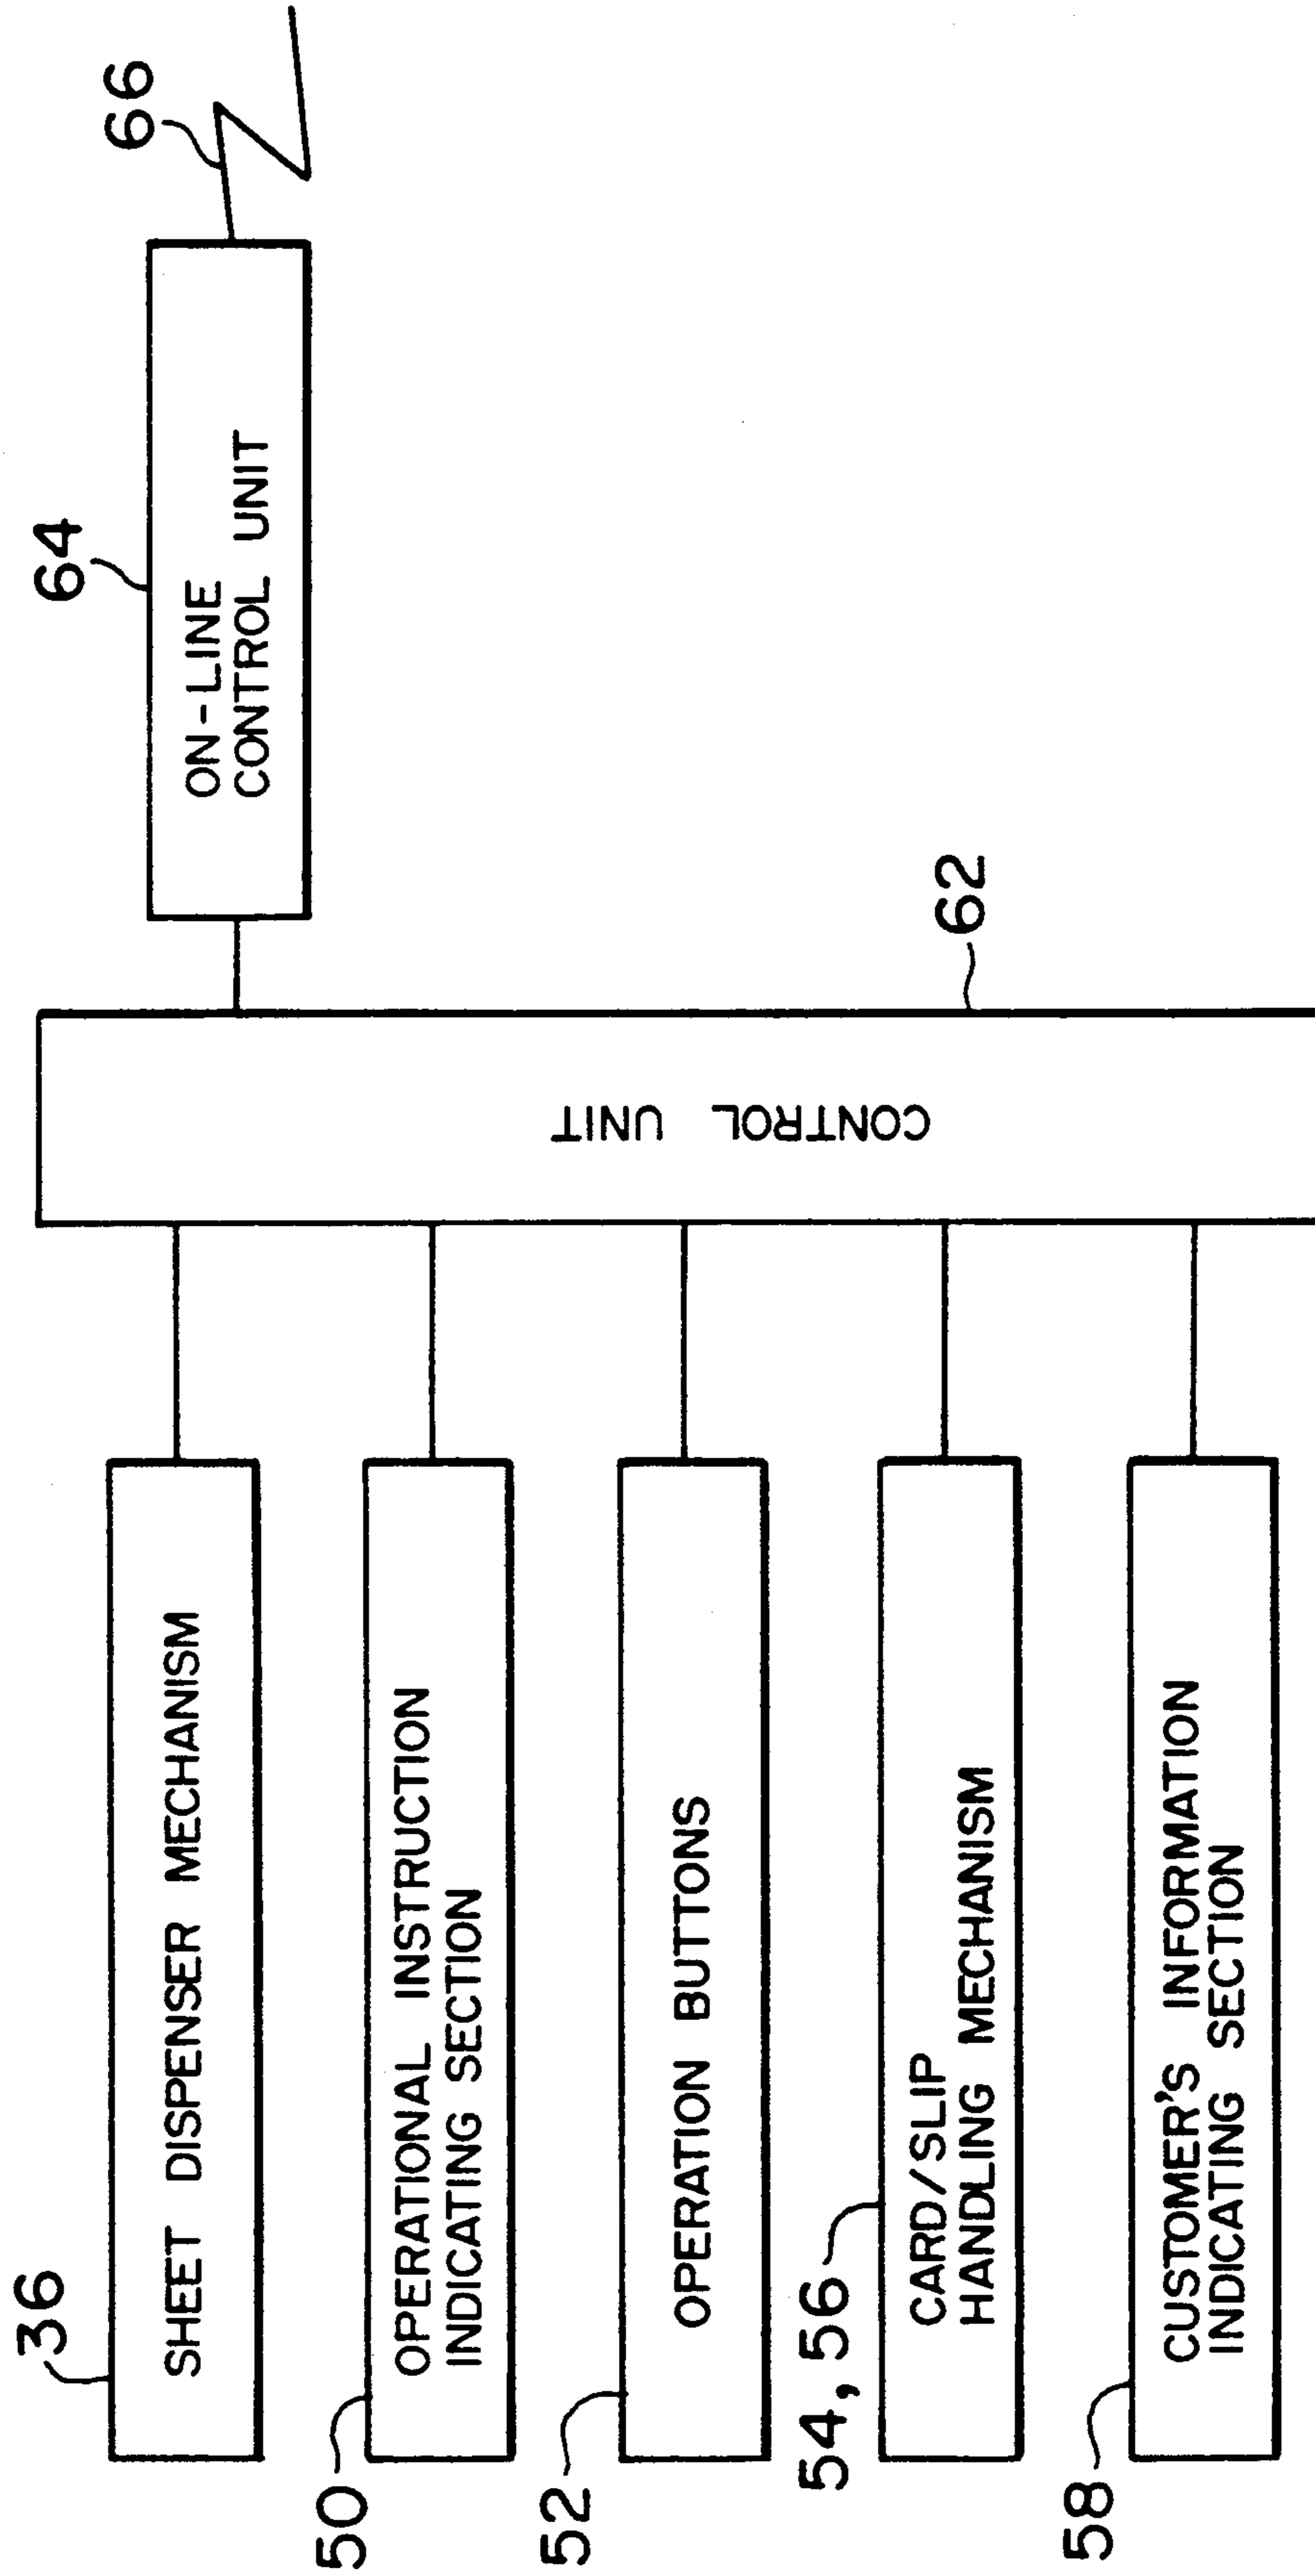 36
SHEET DISPENSER MECHANISM
50
OPERATIONAL INSTRUCTION
INDICATING SECTION
52
OPERATION BUTTONS
54, 56
CARD/SLIP
HANDLING MECHANISM
58
CUSTOMER'S INFORMATION
INDICATING SECTION
CONTROL UNIT
62
64
ON-LINE
CONTROL UNIT
66